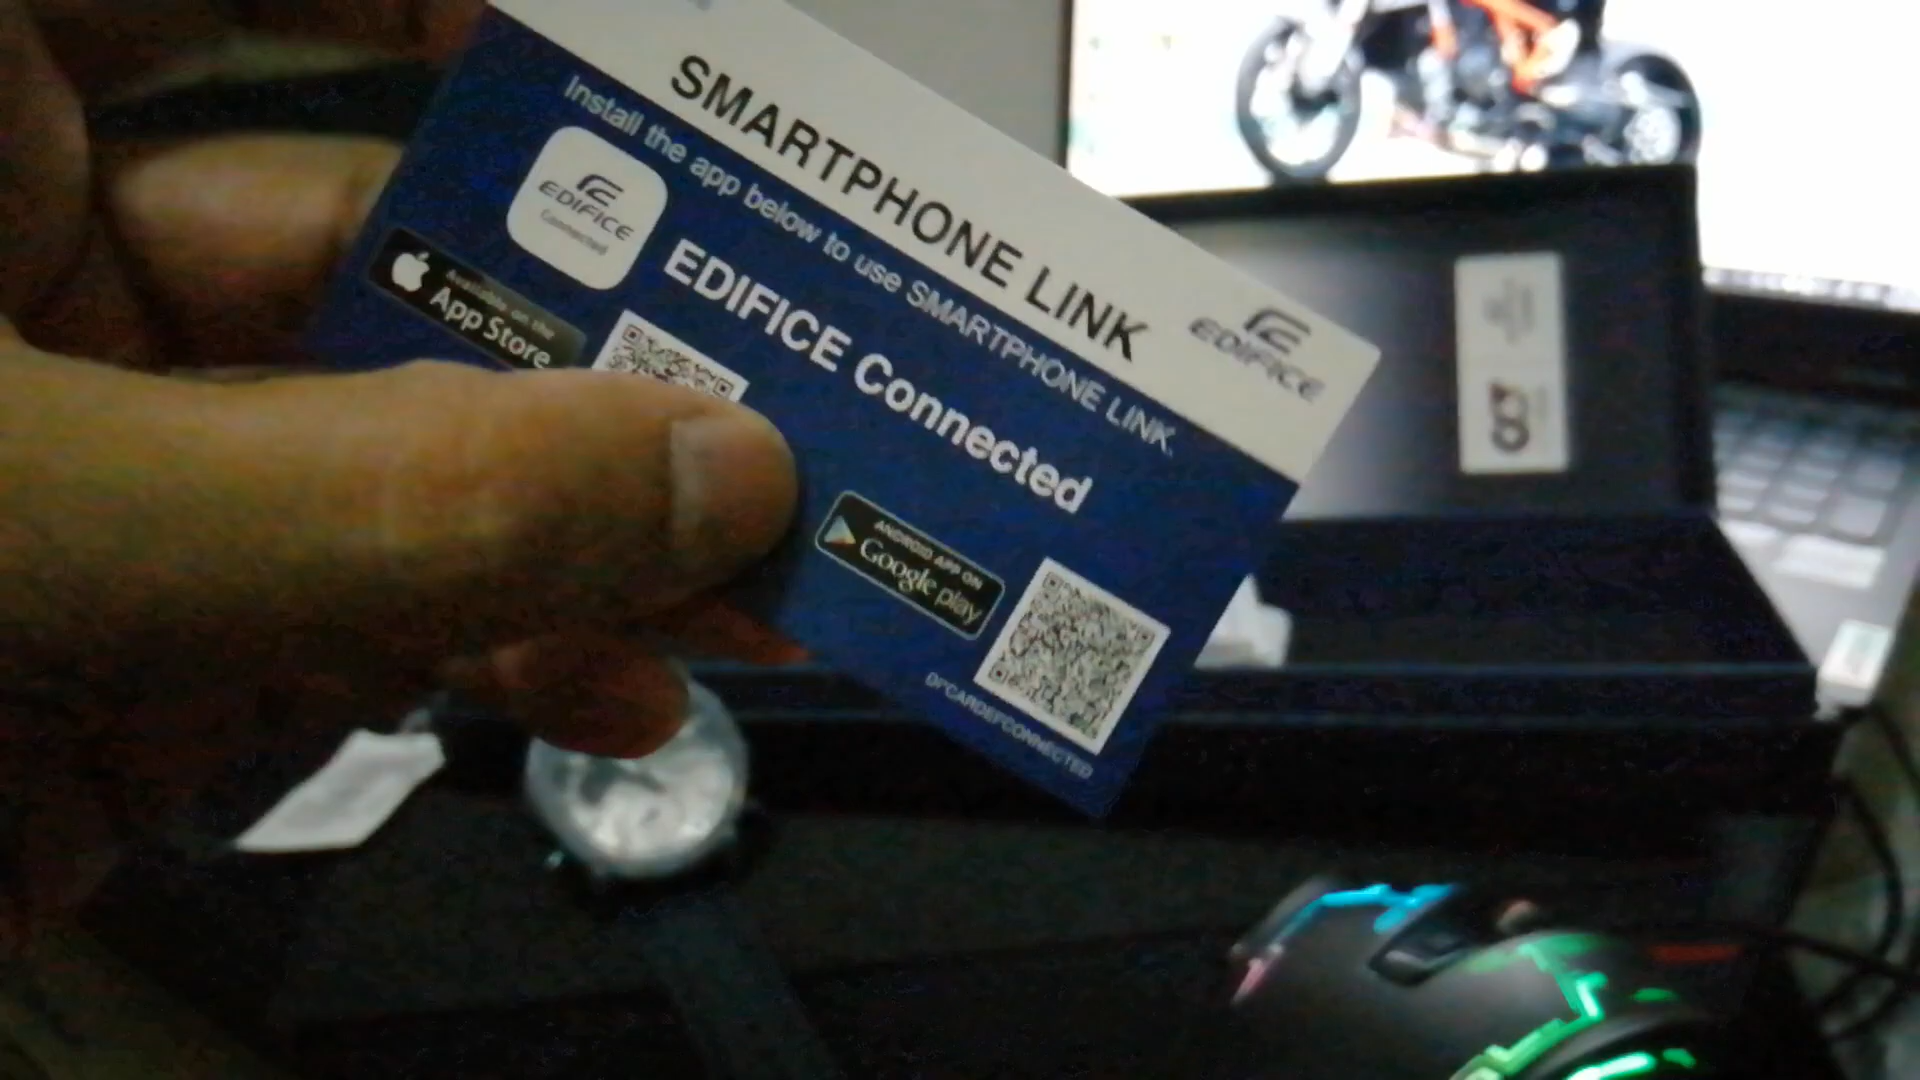 SMARTPHONE LINK
EDIFICE
Install the app below to use SMARTPHONE LINK.
EDIFICE
Connected
EDIFICE Connected
Available on the
App Store
ANDROID APP ON
Google play